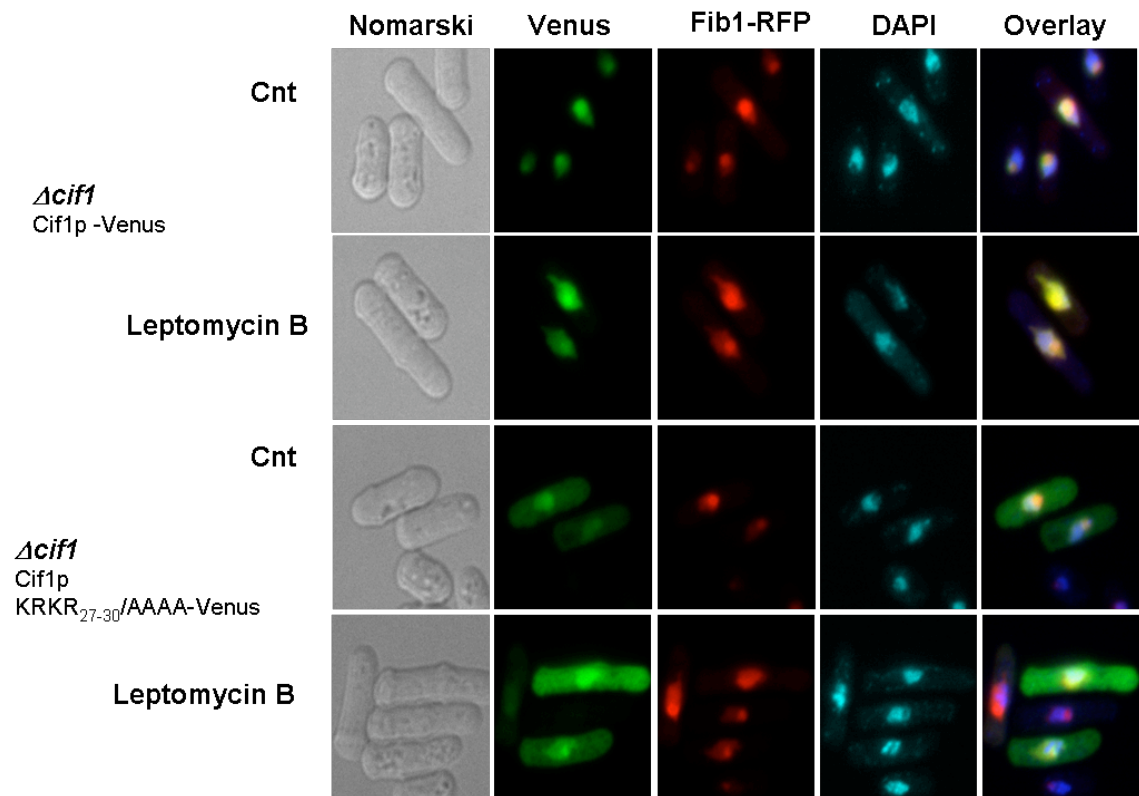 Nomarski Venus Fib1-RFP DAPI Overlay
Cnt
Δcif1
Cif1p -Venus
Leptomycin B
Cnt
Δcif1
Cif1p
KRKR27-30/AAAA-Venus
Leptomycin B